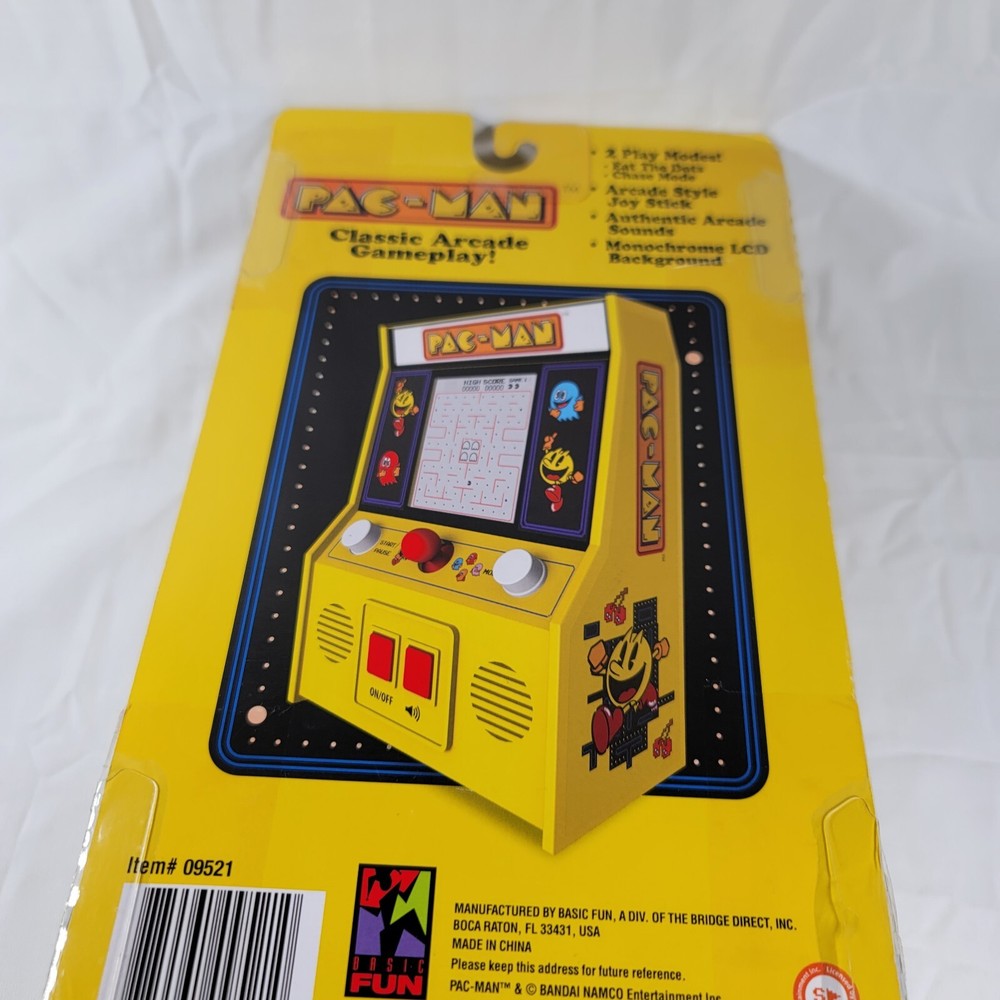 PAC-MAN
Classic Arcade
Gameplay!
• 2 Play Modes!
- Eat The Dots
- Chase Mode
• Arcade Style
Joy Stick
• Authentic Arcade
Sounds
• Monochrome LCD
Background
PAC-MAN
HIGH SCORE GAME
PAC-MAN
START
PAUSE
ON/OFF
Item# 09521
BASIC
FUN
MANUFACTURED BY BASIC FUN, A DIV. OF THE BRIDGE DIRECT, INC.
BOCA RATON, FL 33431, USA
MADE IN CHINA
Please keep this address for future reference.
PAC-MAN™ & © BANDAI NAMCO Entertainment Inc.